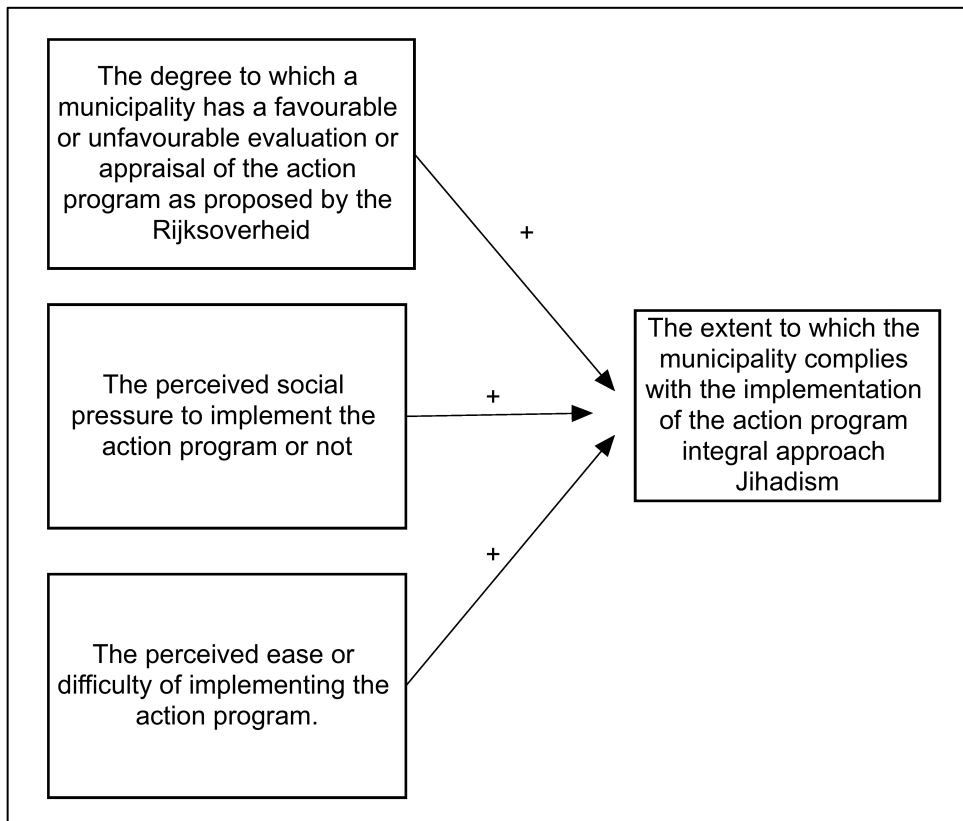 The degree to which a
municipality has a favourable
or unfavourable evaluation or
appraisal of the action
program as proposed by the
Rijksoverheid
+
The perceived social
pressure to implement the
action program or not
+
The extent to which the
municipality complies
with the implementation
of the action program
integral approach
Jihadism
+
The perceived ease or
difficulty of implementing the
action program.